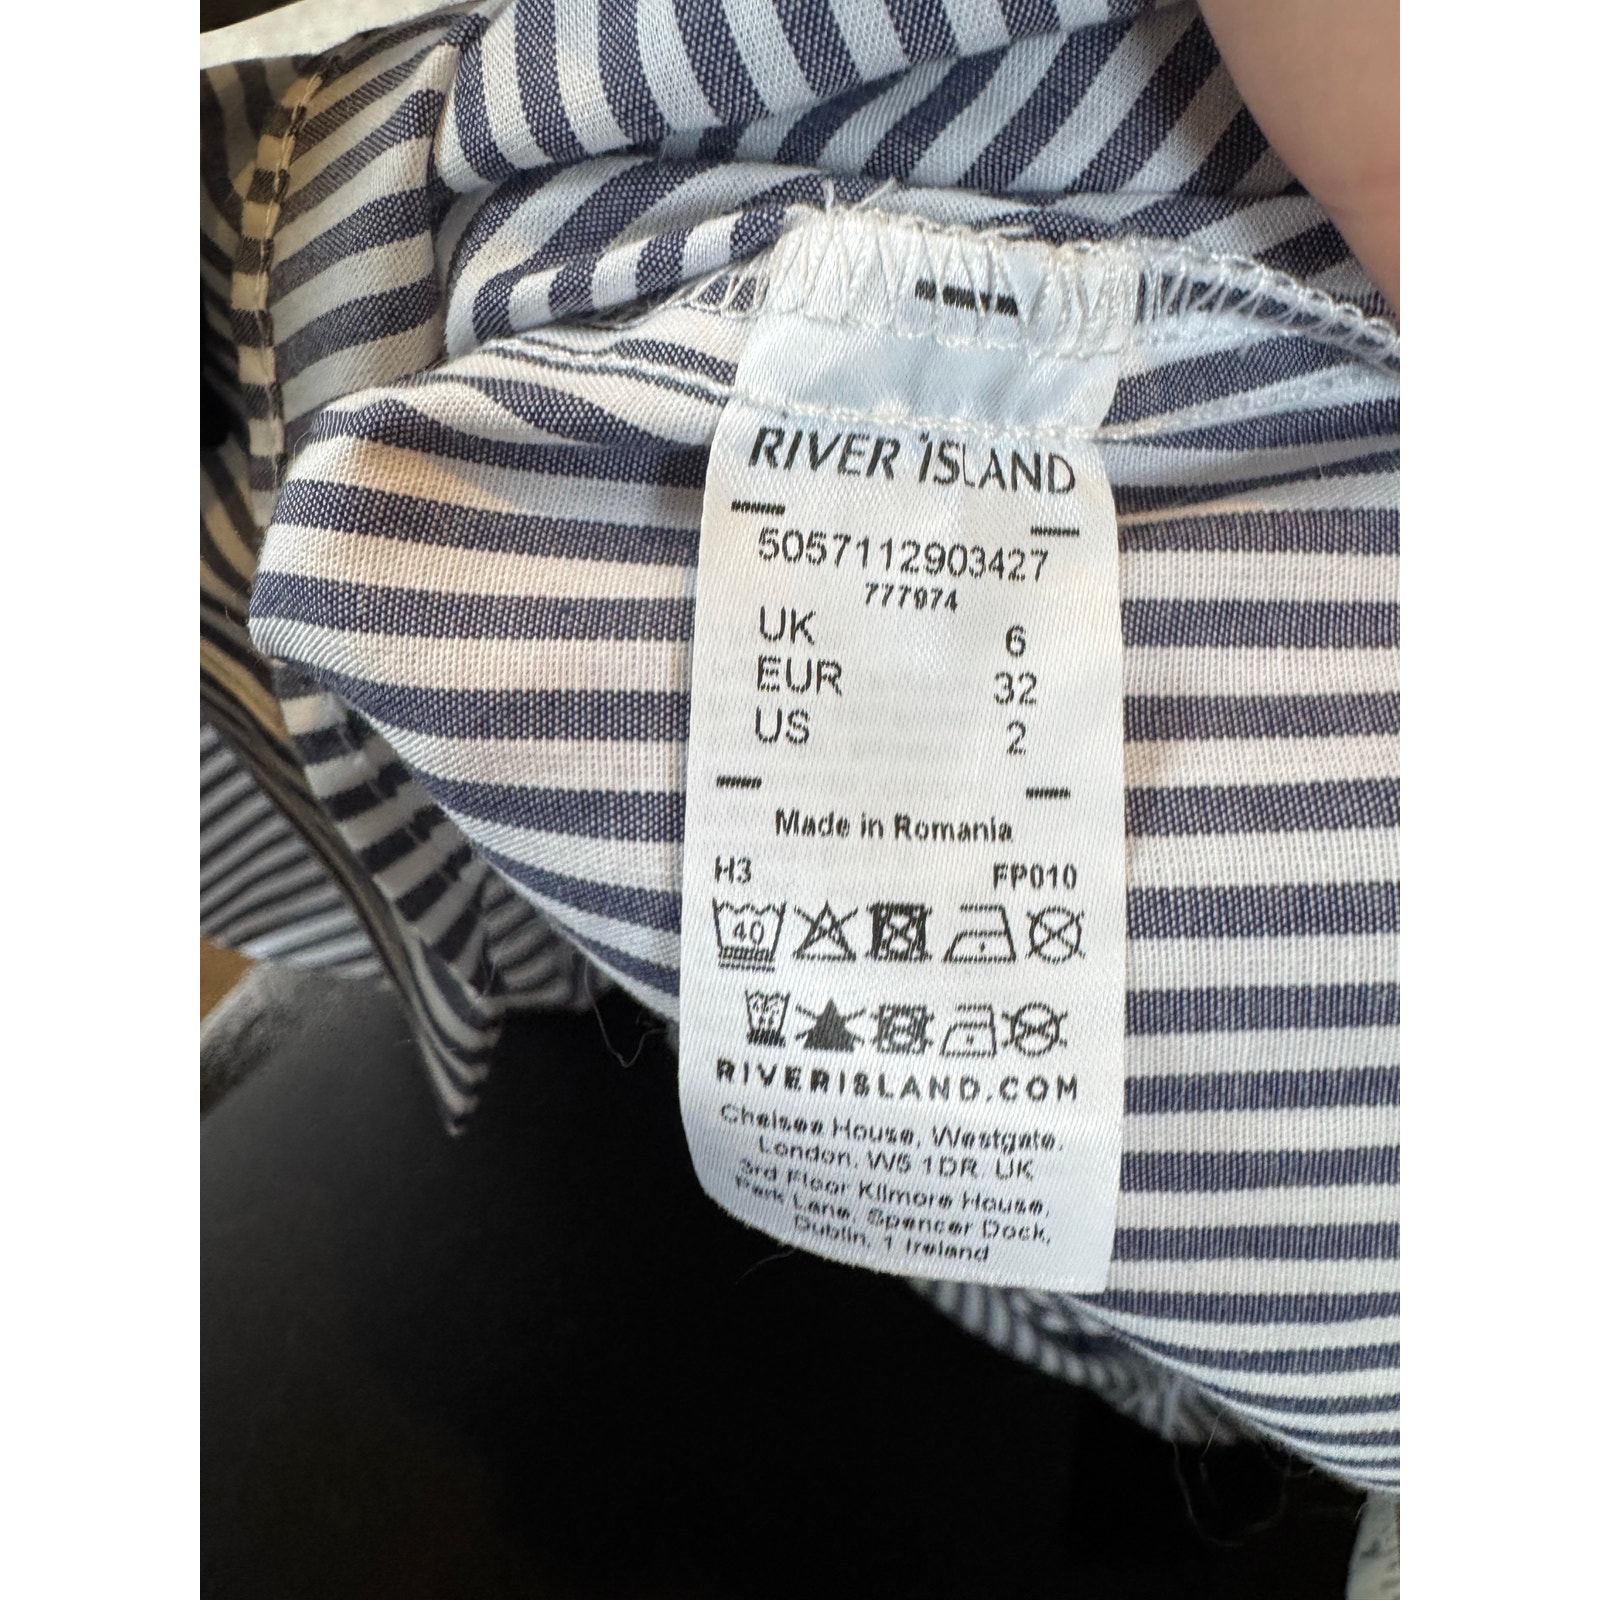 RIVER ISLAND
5057112903427
777974
UK 6
EUR 32
US 2
Made in Romania
H3 FP010
40
RIVERISLAND.COM
Chelsea House, Westgate,
London, W5 1DR UK
3rd Floor Kilmore House,
Park Lane, Spencer Dock,
Dublin, 1 Ireland